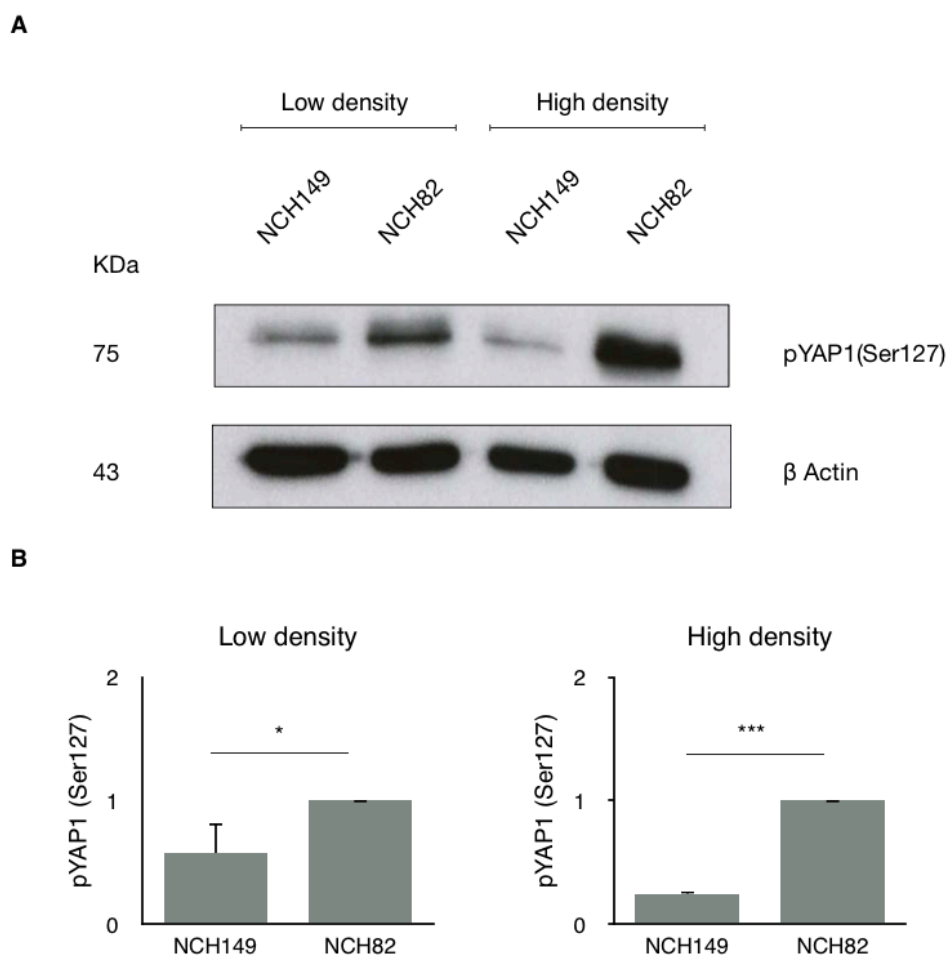 A
Low density
High density
NCH149
NCH82
NCH149
NCH82
KDa
75
pYAP1(Ser127)
43
β Actin
B
Low density
High density
pYAP1 (Ser127)
2
1
0
*
NCH149
NCH82
pYAP1 (Ser127)
2
1
0
***
NCH149
NCH82